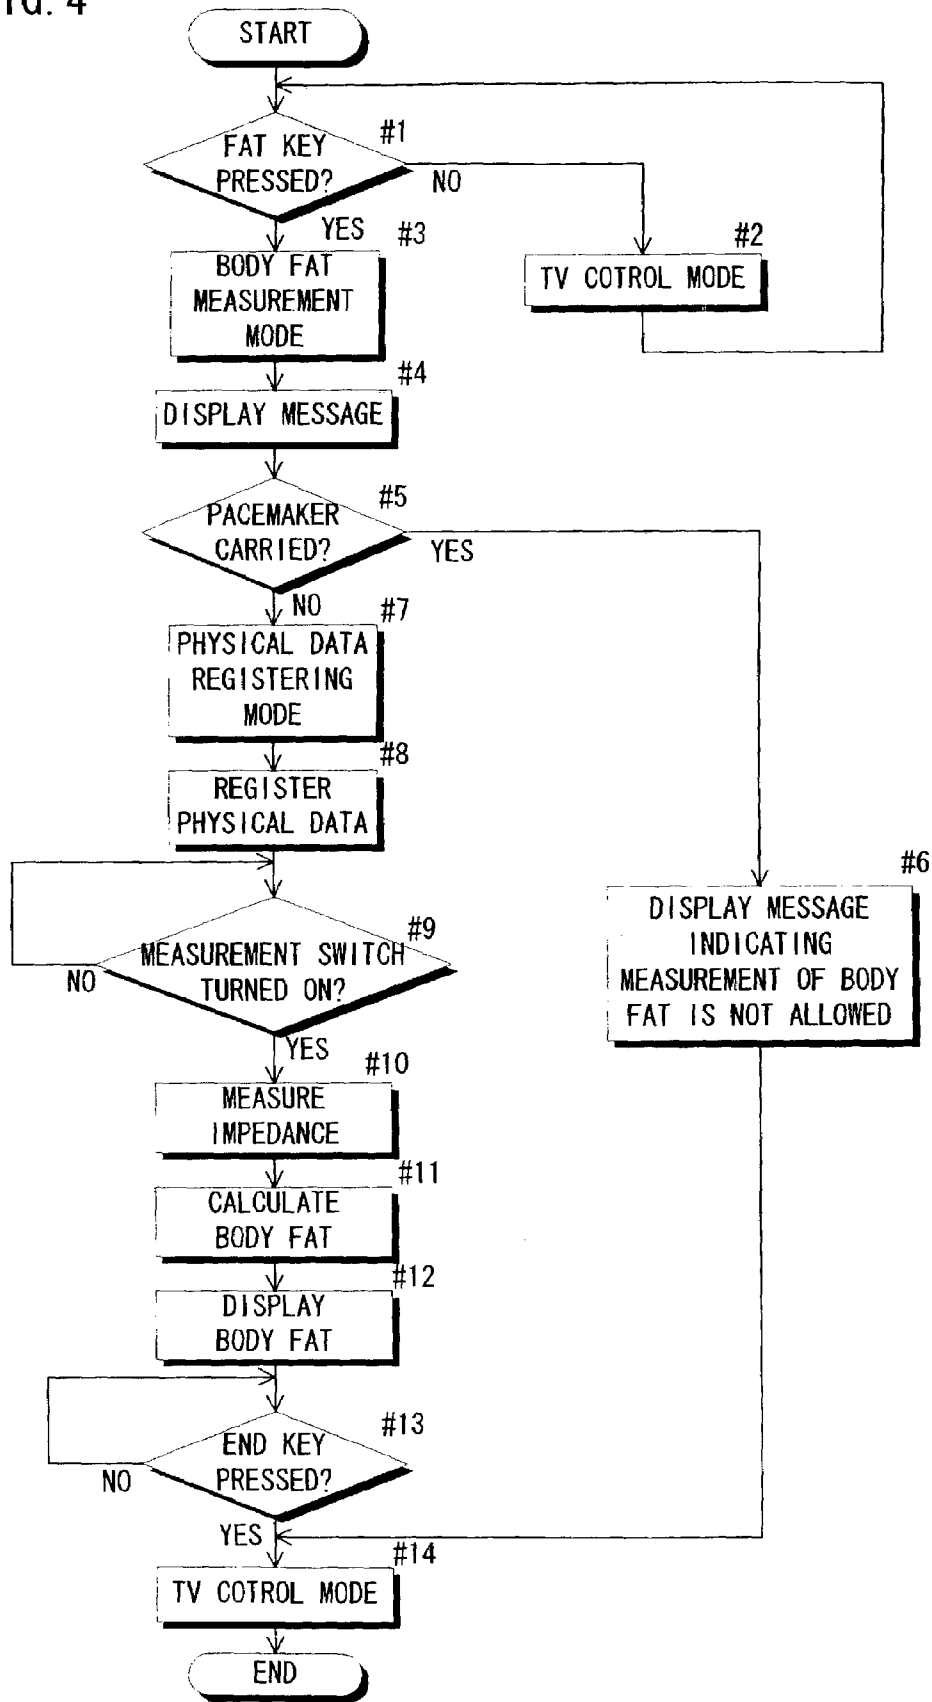 START
#1
FAT KEY
PRESSED?
NO
YES
#3
#2
BODY FAT
MEASUREMENT
MODE
TV COTROL MODE
#4
DISPLAY MESSAGE
#5
PACEMAKER
CARRIED?
YES
NO
#7
PHYSICAL DATA
REGISTERING
MODE
#8
REGISTER
PHYSICAL DATA
#6
DISPLAY MESSAGE
INDICATING
MEASUREMENT OF BODY
FAT IS NOT ALLOWED
#9
MEASUREMENT SWITCH
TURNED ON?
NO
YES
#10
MEASURE
IMPEDANCE
#11
CALCULATE
BODY FAT
#12
DISPLAY
BODY FAT
#13
END KEY
PRESSED?
NO
YES
#14
TV COTROL MODE
END